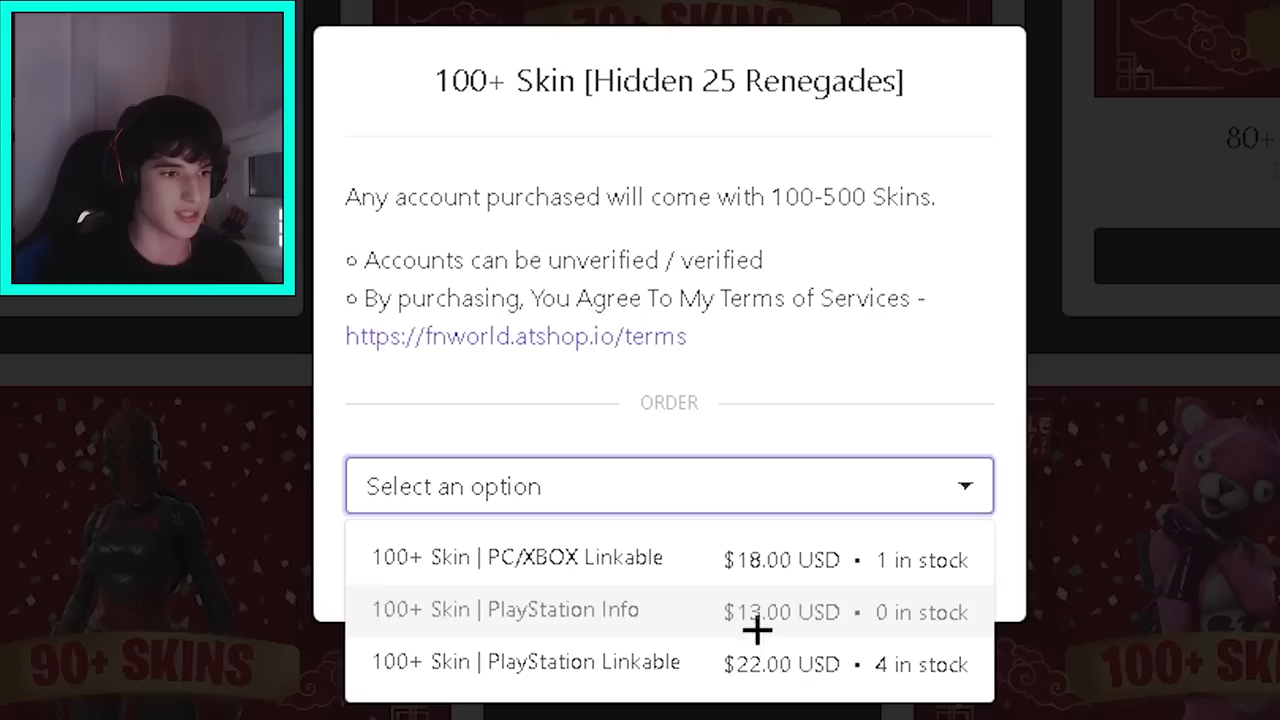 100+ Skin [Hidden 25 Renegades]
80+
Any account purchased will come with 100-500 Skins.
○ Accounts can be unverified / verified
○ By purchasing, You Agree To My Terms of Services -
https://fnworld.atshop.io/terms
ORDER
Select an option
100+ Skin | PC/XBOX Linkable $18.00 USD • 1 in stock
100+ Skin | PlayStation Info $13.00 USD • 0 in stock
100+ Skin | PlayStation Linkable $22.00 USD • 4 in stock
90+ SKINS
100+ SK